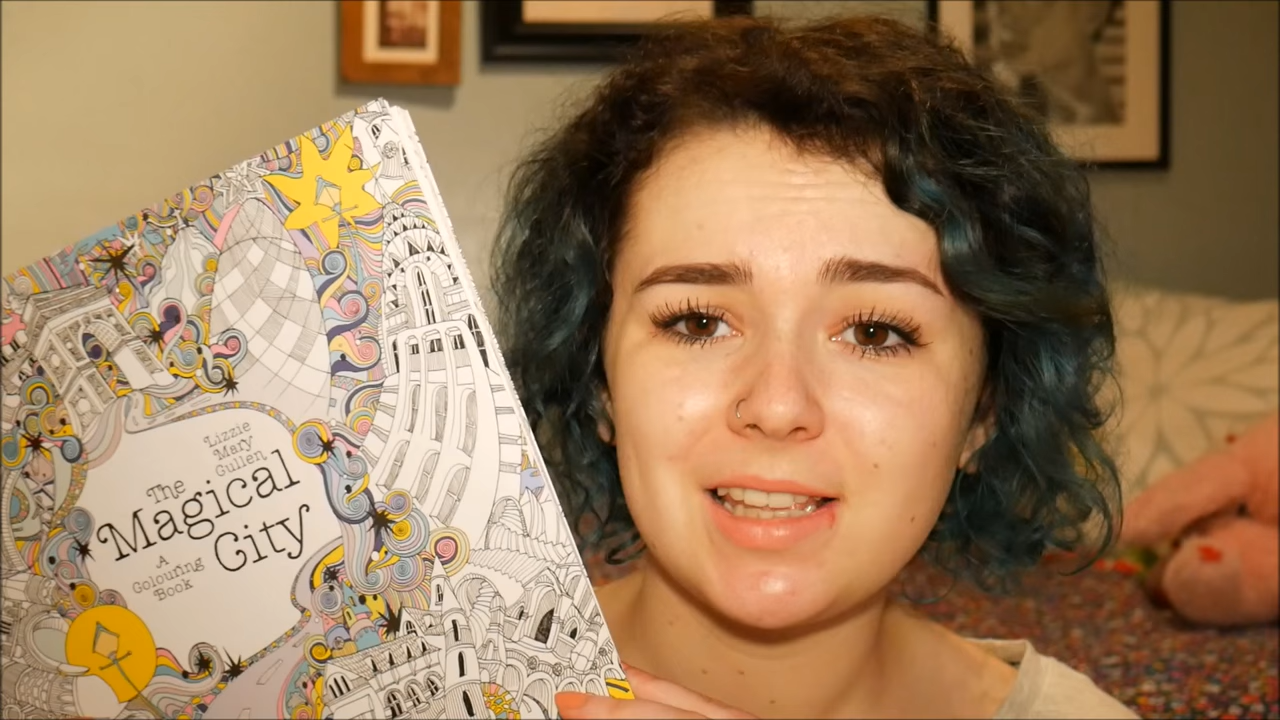 Lizzie
Mary
Cullen
The
Magical
City
A
Colouring
Book